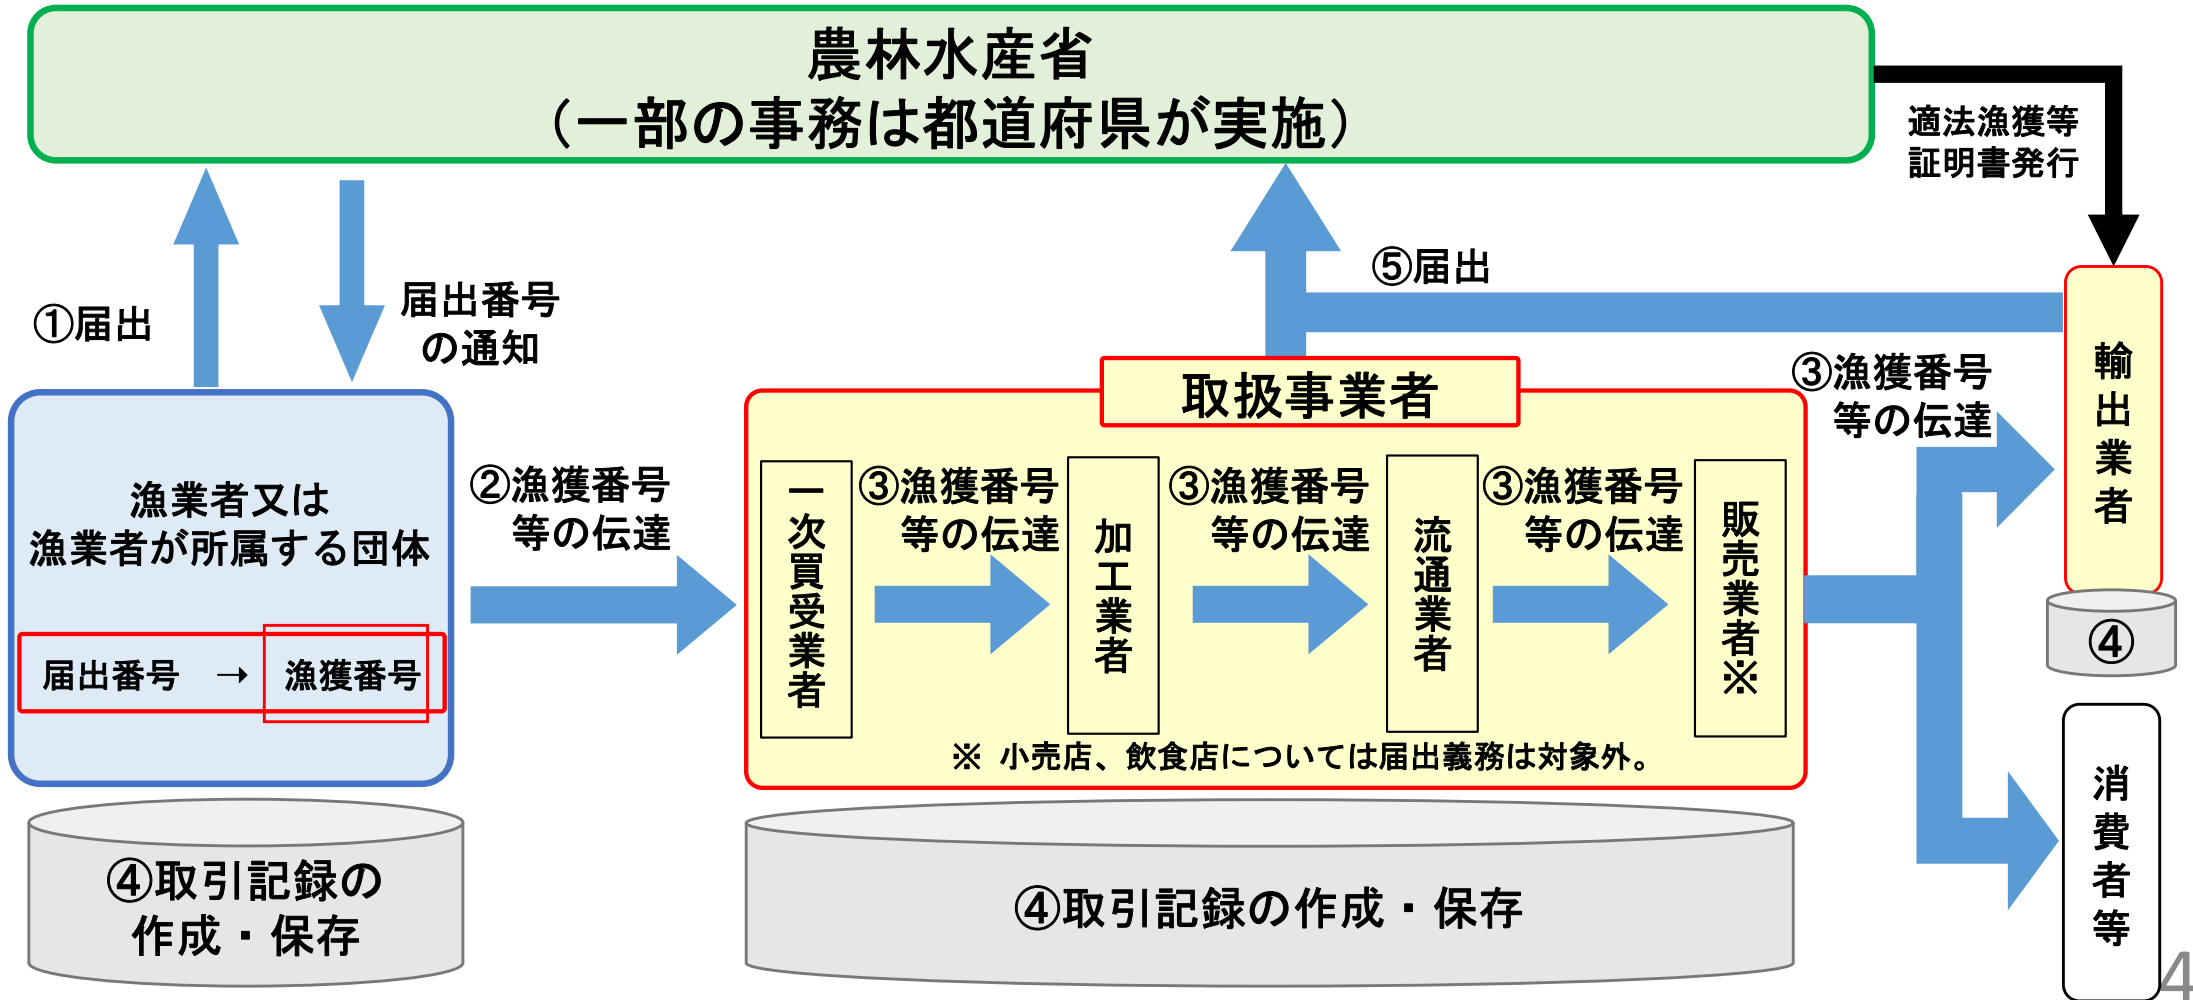 農林水産省
（一部の事務は都道府県が実施）
適法漁獲等
証明書発行
①届出
届出番号
の通知
⑤届出
漁業者又は
漁業者が所属する団体
届出番号　→　漁獲番号
④取引記録の
作成・保存
②漁獲番号
等の伝達
取扱事業者
一次買受業者
③漁獲番号
等の伝達
加工業者
③漁獲番号
等の伝達
流通業者
③漁獲番号
等の伝達
販売業者※
※ 小売店、飲食店については届出義務は対象外。
④取引記録の作成・保存
③漁獲番号
等の伝達
輸出業者
④
消費者等
4